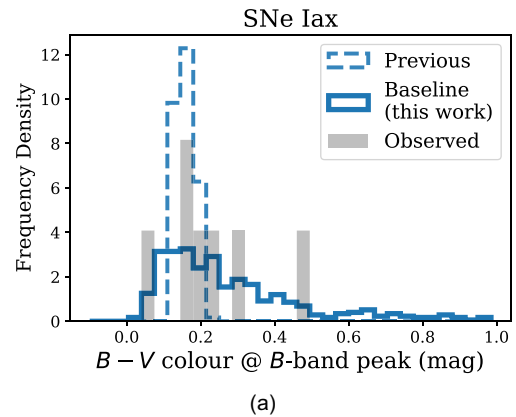 SNe Iax
Frequency Density
12
10
8
6
4
2
0
Previous
Baseline
(this work)
Observed
0.0 0.2 0.4 0.6 0.8 1.0
B − V colour @ B-band peak (mag)
(a)